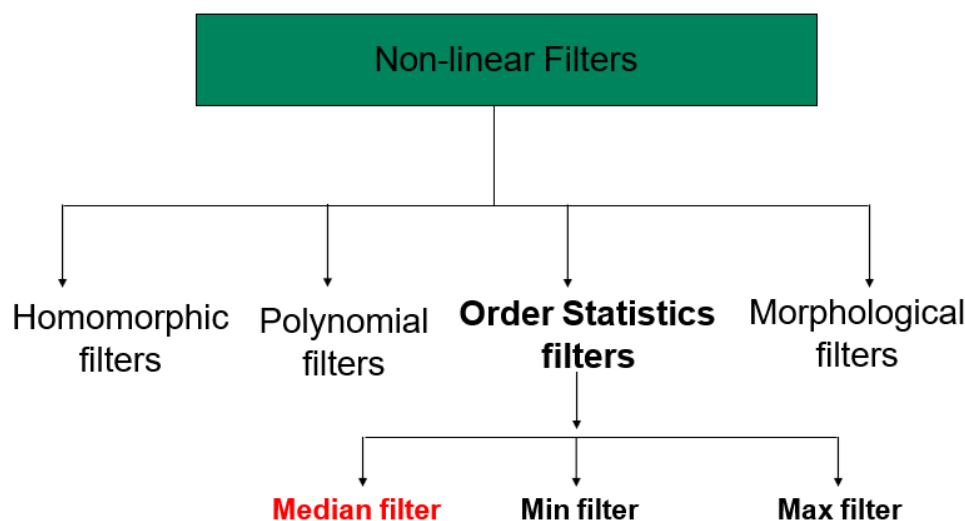 Non-linear Filters
Homomorphic
filters
Polynomial
filters
Order Statistics
filters
Morphological
filters
Median filter
Min filter
Max filter